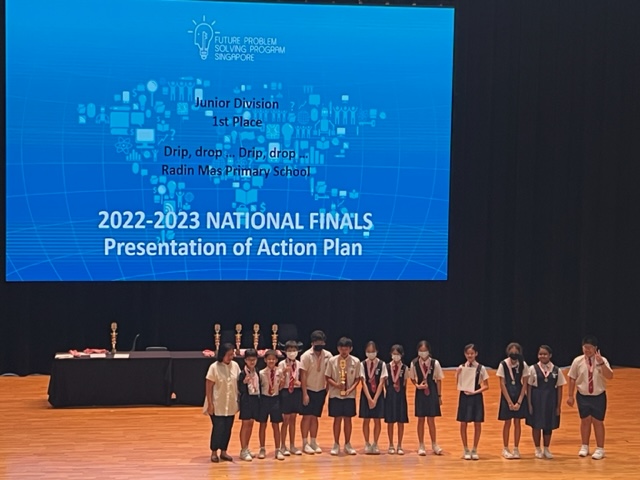 FUTURE PROBLEM
SOLVING PROGRAM
SINGAPORE
Junior Division
1st Place
Drip, drop ... Drip, drop ...
Radin Mas Primary School
2022-2023 NATIONAL FINALS
Presentation of Action Plan